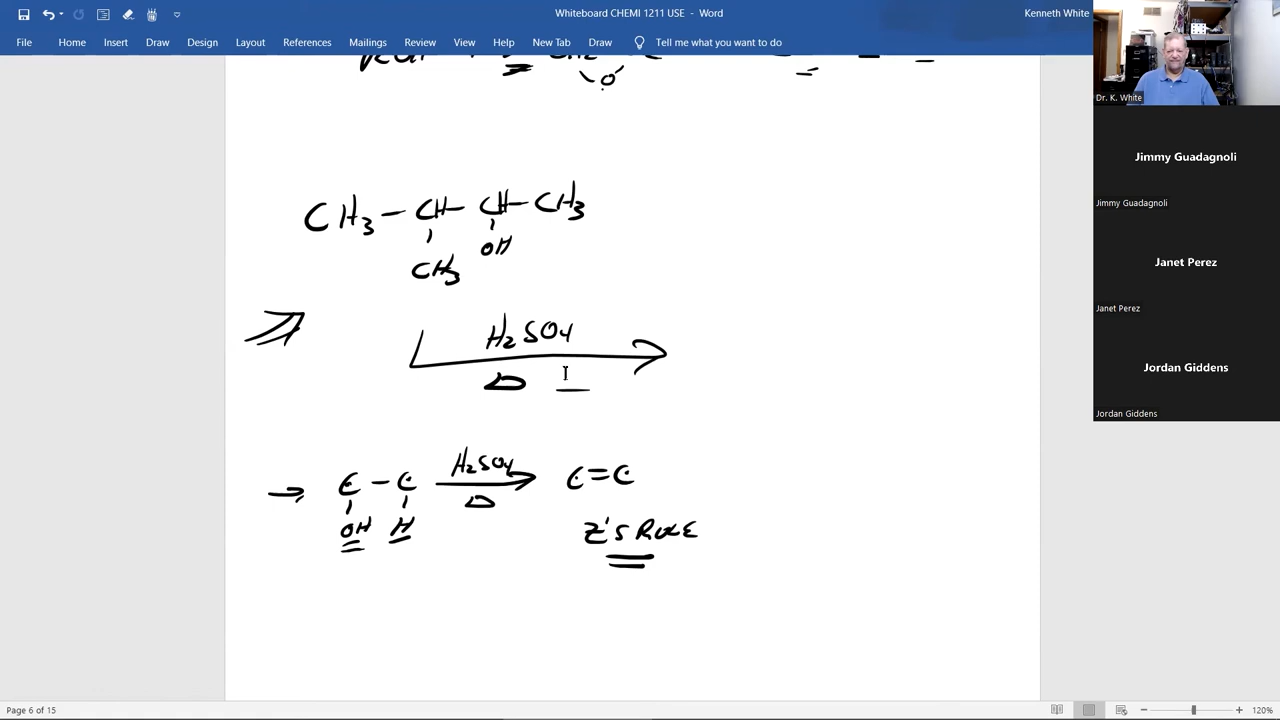 Whiteboard CHEMI 1211 USE - Word
Kenneth White
File Home Insert Draw Design Layout References Mailings Review View Help New Tab Draw Tell me what you want to do
Dr. K. White
Jimmy Guadagnoli
Jimmy Guadagnoli
Janet Perez
Janet Perez
Jordan Giddens
Jordan Giddens
CH3 - CH - CH - CH3
OH
CH3
H2SO4
Δ
→ C - C H2SO4 → C=C
Δ
OH H Z'S RULE
Page 6 of 15
120%